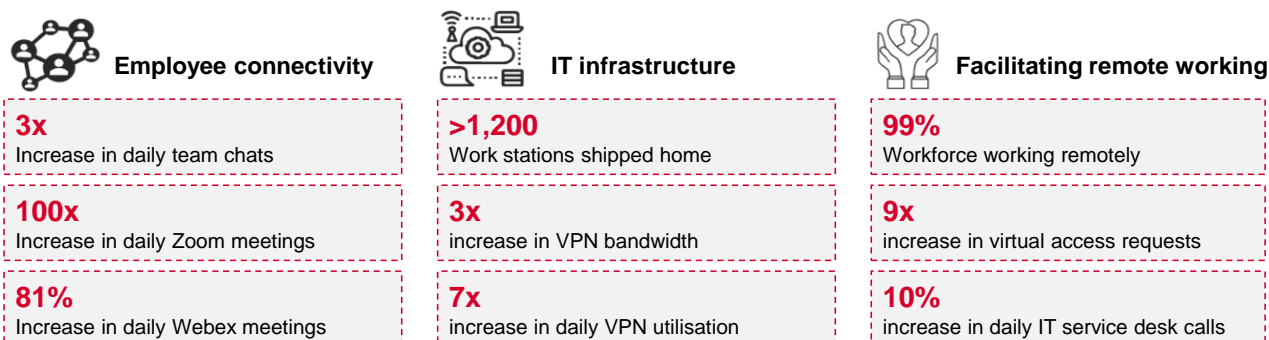 Employee connectivity
3x
Increase in daily team chats
100x
Increase in daily Zoom meetings
81%
Increase in daily Webex meetings
IT infrastructure
>1,200
Work stations shipped home
3x
increase in VPN bandwidth
7x
increase in daily VPN utilisation
Facilitating remote working
99%
Workforce working remotely
9x
increase in virtual access requests
10%
increase in daily IT service desk calls